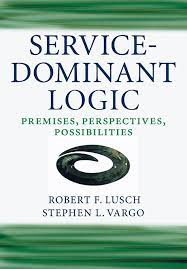 SERVICE-
DOMINANT
LOGIC
PREMISES, PERSPECTIVES,
POSSIBILITIES
ROBERT F. LUSCH
STEPHEN L. VARGO